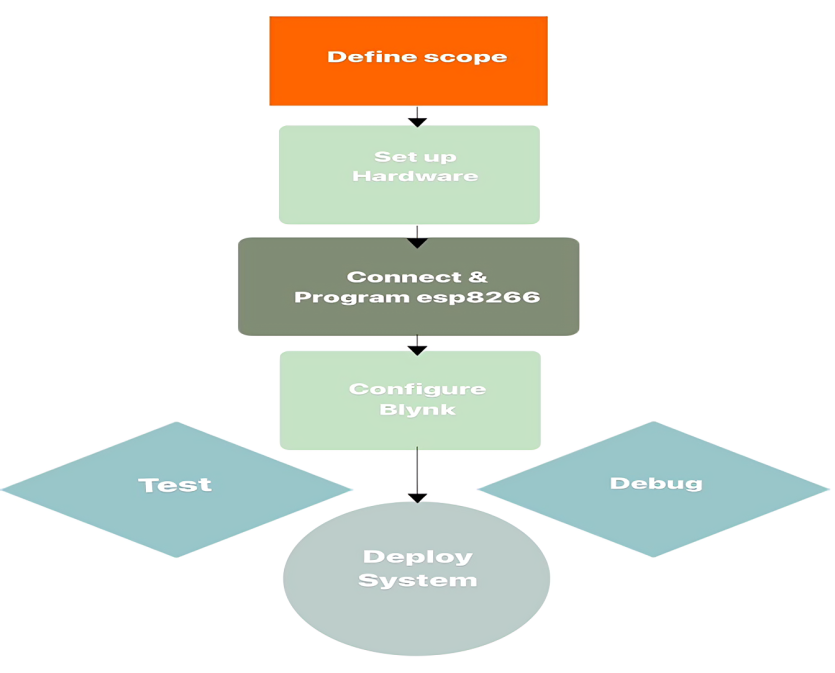 Define scope
Set up
Hardware
Connect &
Program esp8266
Configure
Blynk
Test
Debug
Deploy
System